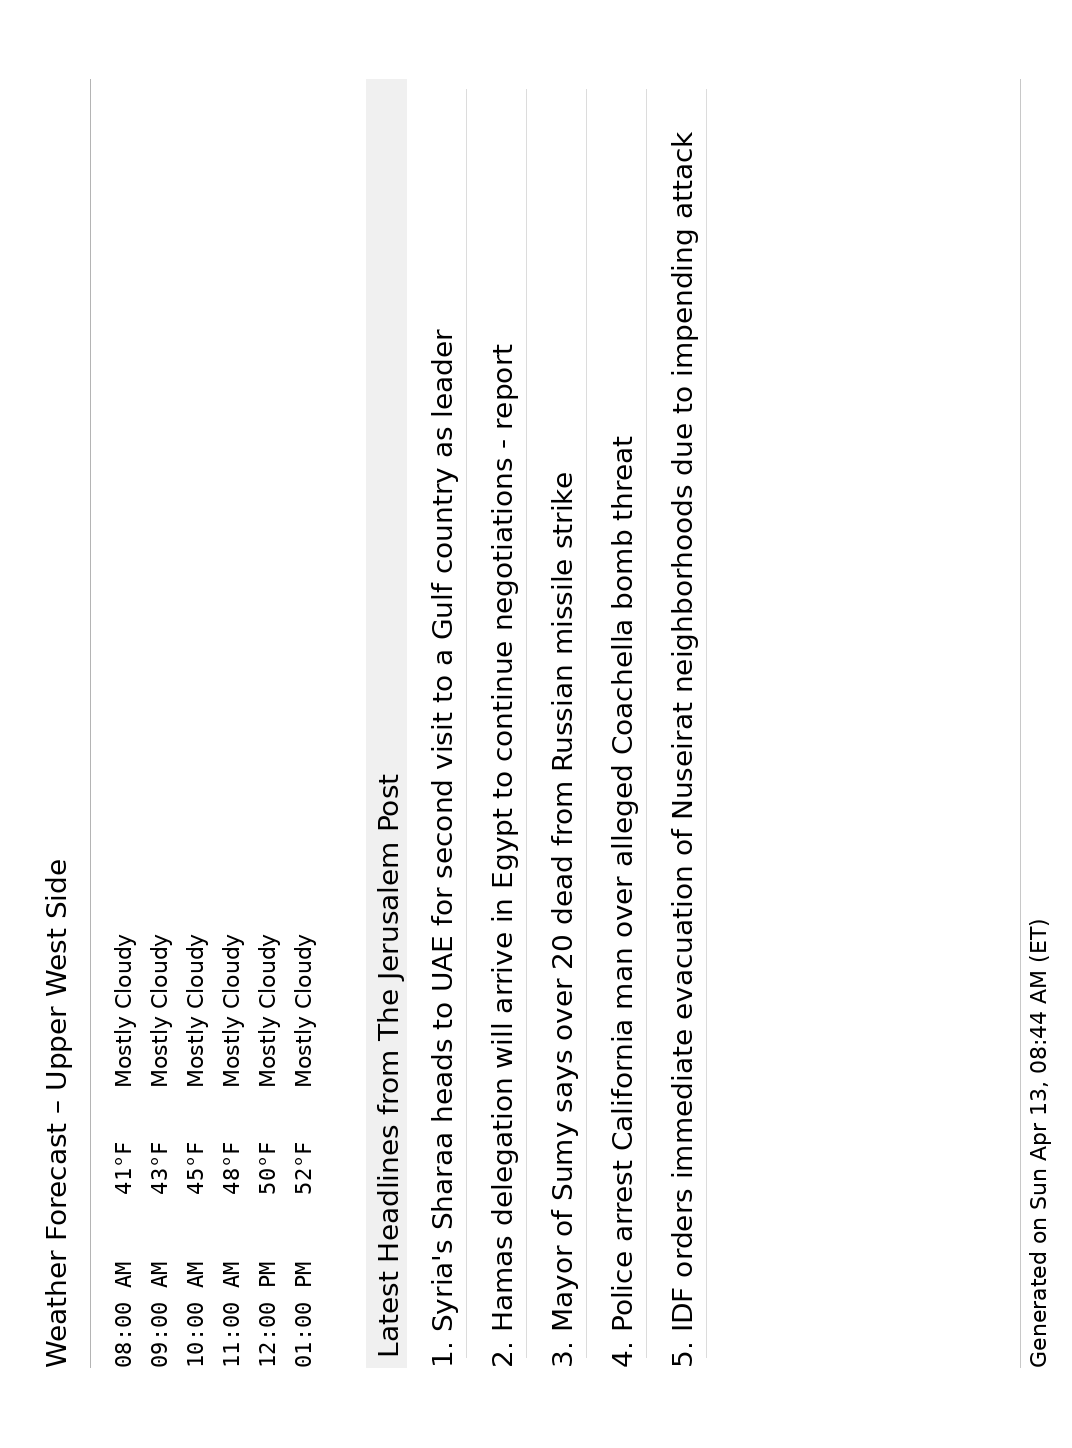 Weather Forecast – Upper West Side
08:00 AM 41°F Mostly Cloudy
09:00 AM 43°F Mostly Cloudy
10:00 AM 45°F Mostly Cloudy
11:00 AM 48°F Mostly Cloudy
12:00 PM 50°F Mostly Cloudy
01:00 PM 52°F Mostly Cloudy
Latest Headlines from The Jerusalem Post
1. Syria's Sharaa heads to UAE for second visit to a Gulf country as leader
2. Hamas delegation will arrive in Egypt to continue negotiations - report
3. Mayor of Sumy says over 20 dead from Russian missile strike
4. Police arrest California man over alleged Coachella bomb threat
5. IDF orders immediate evacuation of Nuseirat neighborhoods due to impending attack
Generated on Sun Apr 13, 08:44 AM (ET)